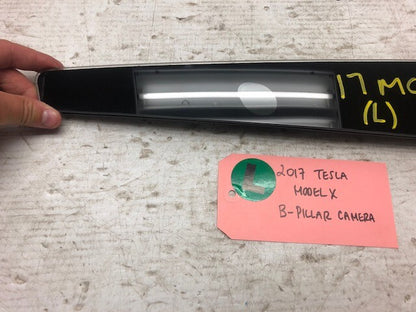 17 MO
(L)
L
2017 TESLA
MODEL X
B-PILLAR CAMERA